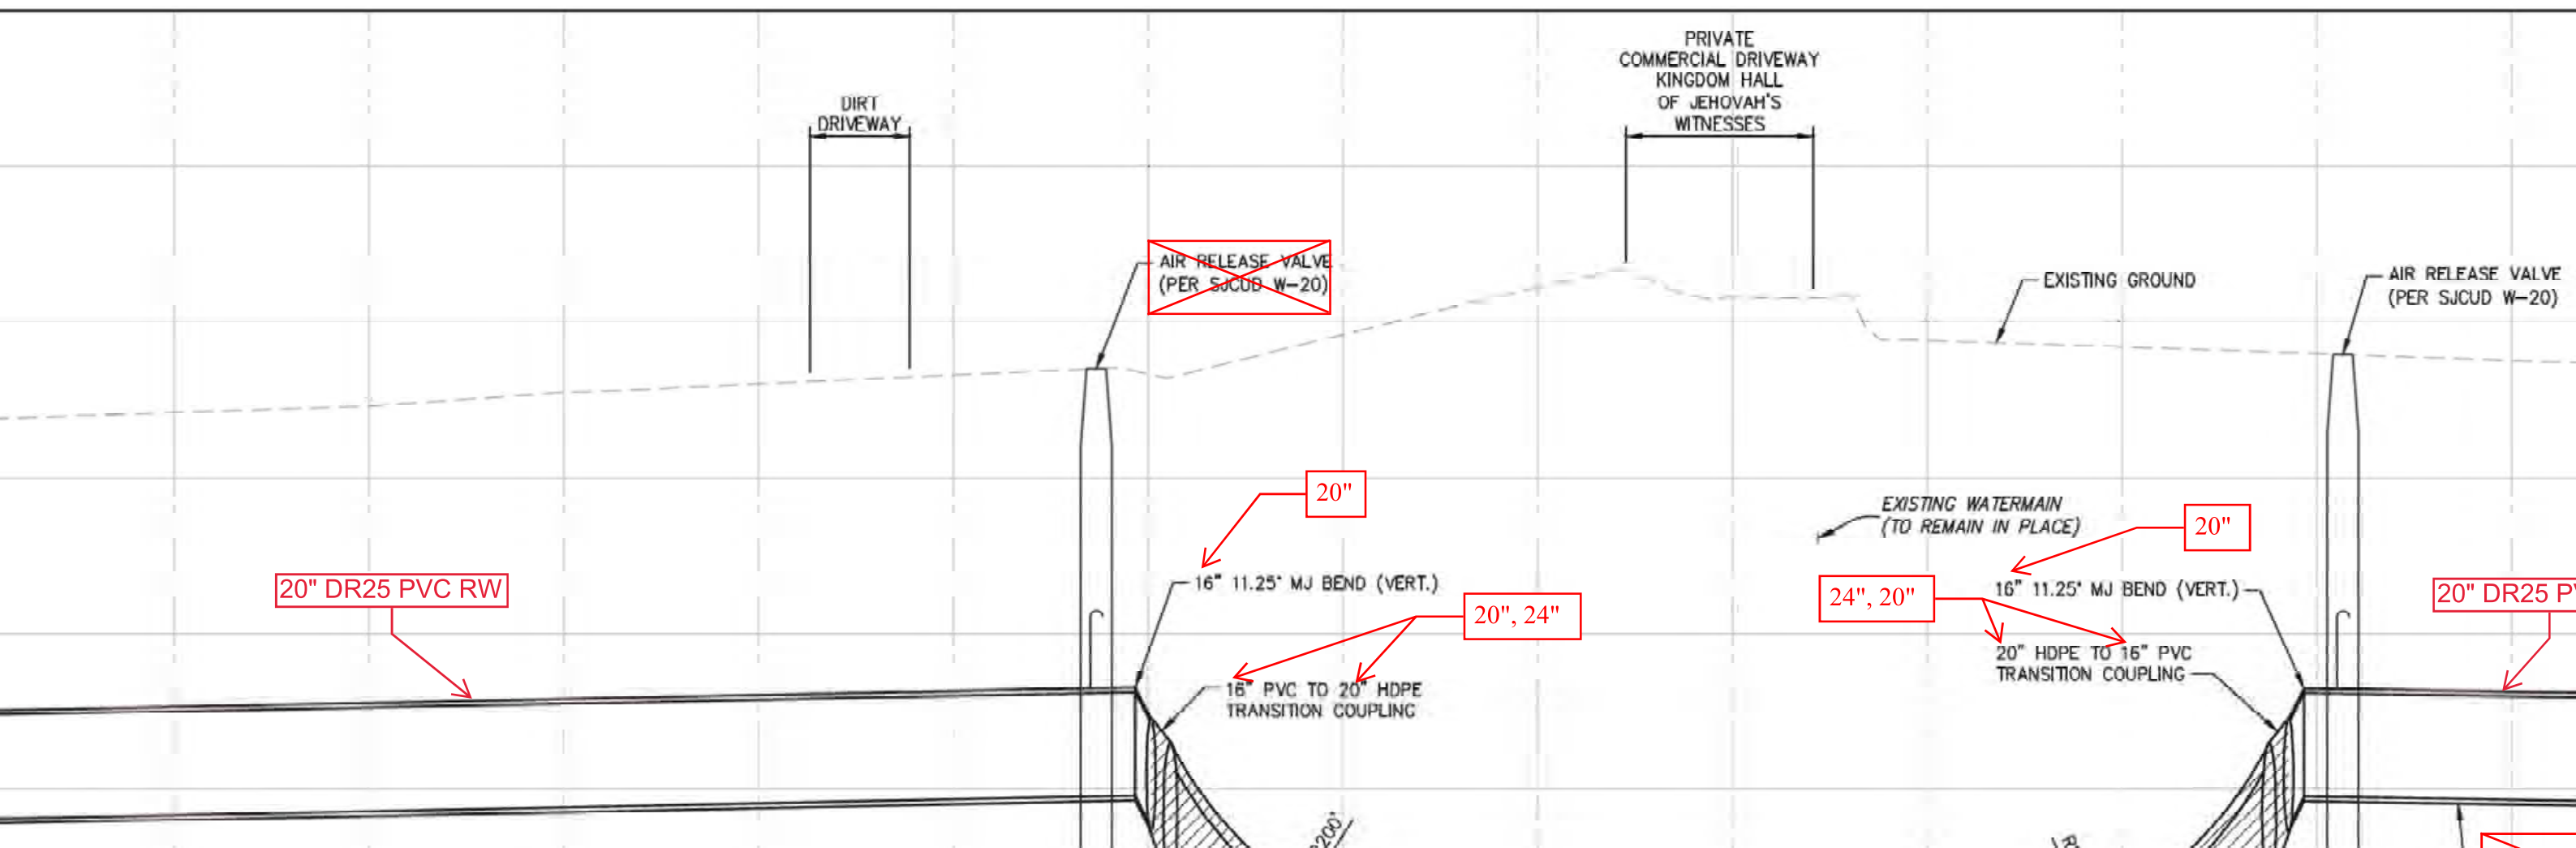 PRIVATE
COMMERCIAL DRIVEWAY
KINGDOM HALL
OF JEHOVAH'S
WITNESSES
DIRT
DRIVEWAY
AIR RELEASE VALVE
(PER SJCUD W-20)
EXISTING GROUND
AIR RELEASE VALVE
(PER SJCUD W-20)
20"
EXISTING WATERMAIN
(TO REMAIN IN PLACE)
20"
20" DR25 PVC RW
16" 11.25° MJ BEND (VERT.)
20", 24"
24", 20"
16" 11.25° MJ BEND (VERT.)
20" DR25
16" PVC TO 20" HDPE
TRANSITION COUPLING
20" HDPE TO 16" PVC
TRANSITION COUPLING